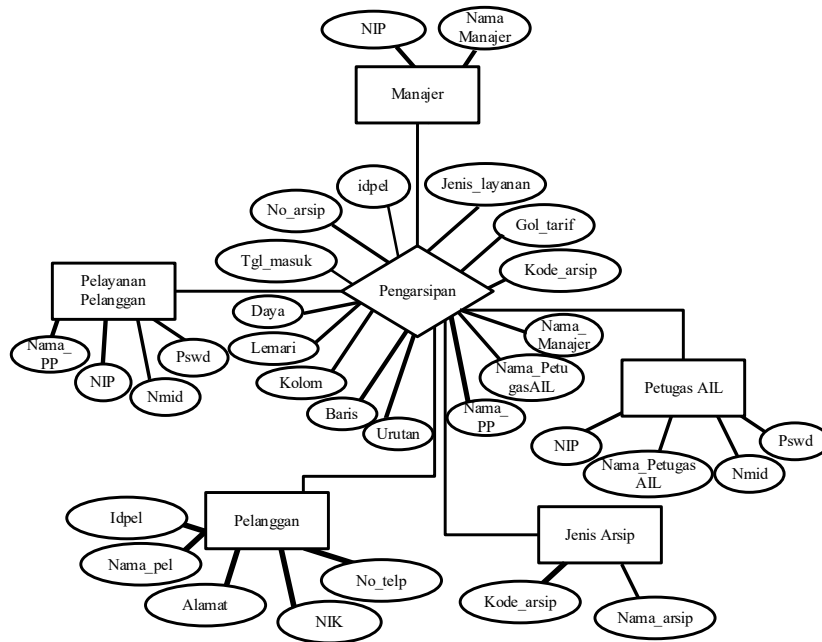 NIP
Nama
Manajer
Manajer
idpel
Jenis_layanan
No_arsip
Gol_tarif
Tgl_masuk
Kode_arsip
Pelayanan
Pelanggan
Pengarsipan
Daya
Nama_
Manajer
Nama_
PP
Pswd
Lemari
Nama_Petu
gasAIL
Petugas AIL
NIP
Kolom
Nmid
Baris
Nama_
PP
Urutan
NIP
Pswd
Nama_Petugas
AIL
Nmid
Idpel
Pelanggan
Jenis Arsip
Nama_pel
No_telp
Alamat
NIK
Kode_arsip
Nama_arsip